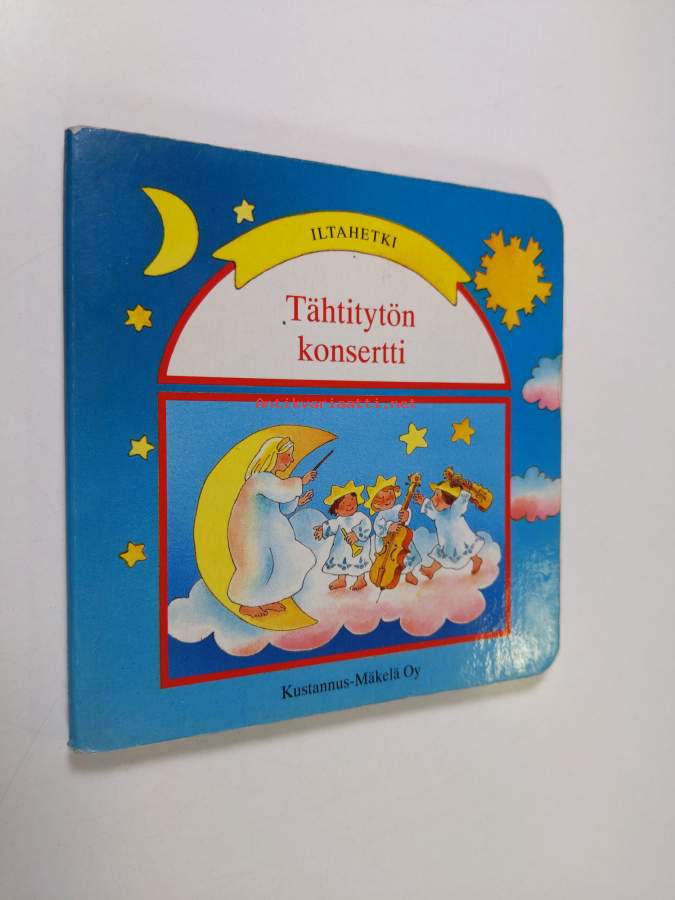 ILTAHETKI
Tähtitytön
konsertti
Antikvariaatti.net
Kustannus-Mäkelä Oy